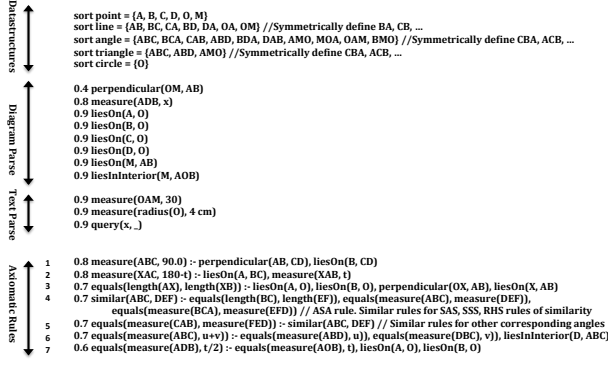 Datastructures
sort point = {A, B, C, D, O, M}
sort line = {AB, BC, CA, BD, DA, OA, OM} //Symmetrically define BA, CB, ...
sort angle = {ABC, BCA, CAB, ABD, BDA, DAB, AMO, MOA, OAM, BMO} //Symmetrically define CBA, ACB, ...
sort triangle = {ABC, ABD, AMO} //Symmetrically define CBA, ACB, ...
sort circle = {O}
Diagram Parse
0.4 perpendicular(OM, AB)
0.8 measure(ADB, x)
0.9 liesOn(A, O)
0.9 liesOn(B, O)
0.9 liesOn(C, O)
0.9 liesOn(D, O)
0.9 liesOn(M, AB)
0.9 liesInInterior(M, AOB)
Text Parse
0.9 measure(OAM, 30)
0.9 measure(radius(O), 4 cm)
0.9 query(x, _)
Axiomatic Rules
1 0.8 measure(ABC, 90.0) :- perpendicular(AB, CD), liesOn(B, CD)
2 0.8 measure(XAC, 180-t) :- liesOn(A, BC), measure(XAB, t)
3 0.7 equals(length(AX), length(XB)) :- liesOn(A, O), liesOn(B, O), perpendicular(OX, AB), liesOn(X, AB)
4 0.7 similar(ABC, DEF) :- equals(length(BC), length(EF)), equals(measure(ABC), measure(DEF)),
equals(measure(BCA), measure(EFD)) // ASA rule. Similar rules for SAS, SSS, RHS rules of similarity
5 0.7 equals(measure(CAB), measure(FED)) :- similar(ABC, DEF) // Similar rules for other corresponding angles
6 0.7 equals(measure(ABC), u+v)) :- equals(measure(ABD), u)), equals(measure(DBC), v)), liesInInterior(D, ABC)
7 0.6 equals(measure(ADB), t/2) :- equals(measure(AOB), t), liesOn(A, O), liesOn(B, O)